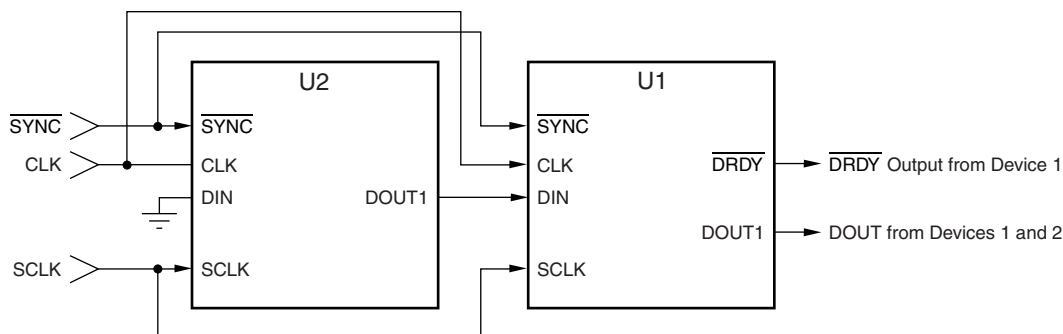 U2
U1
SYNC
SYNC
SYNC
CLK
CLK
CLK
DRDY
DRDY Output from Device 1
DIN
DOUT1
DIN
DOUT1
DOUT from Devices 1 and 2
SCLK
SCLK
SCLK